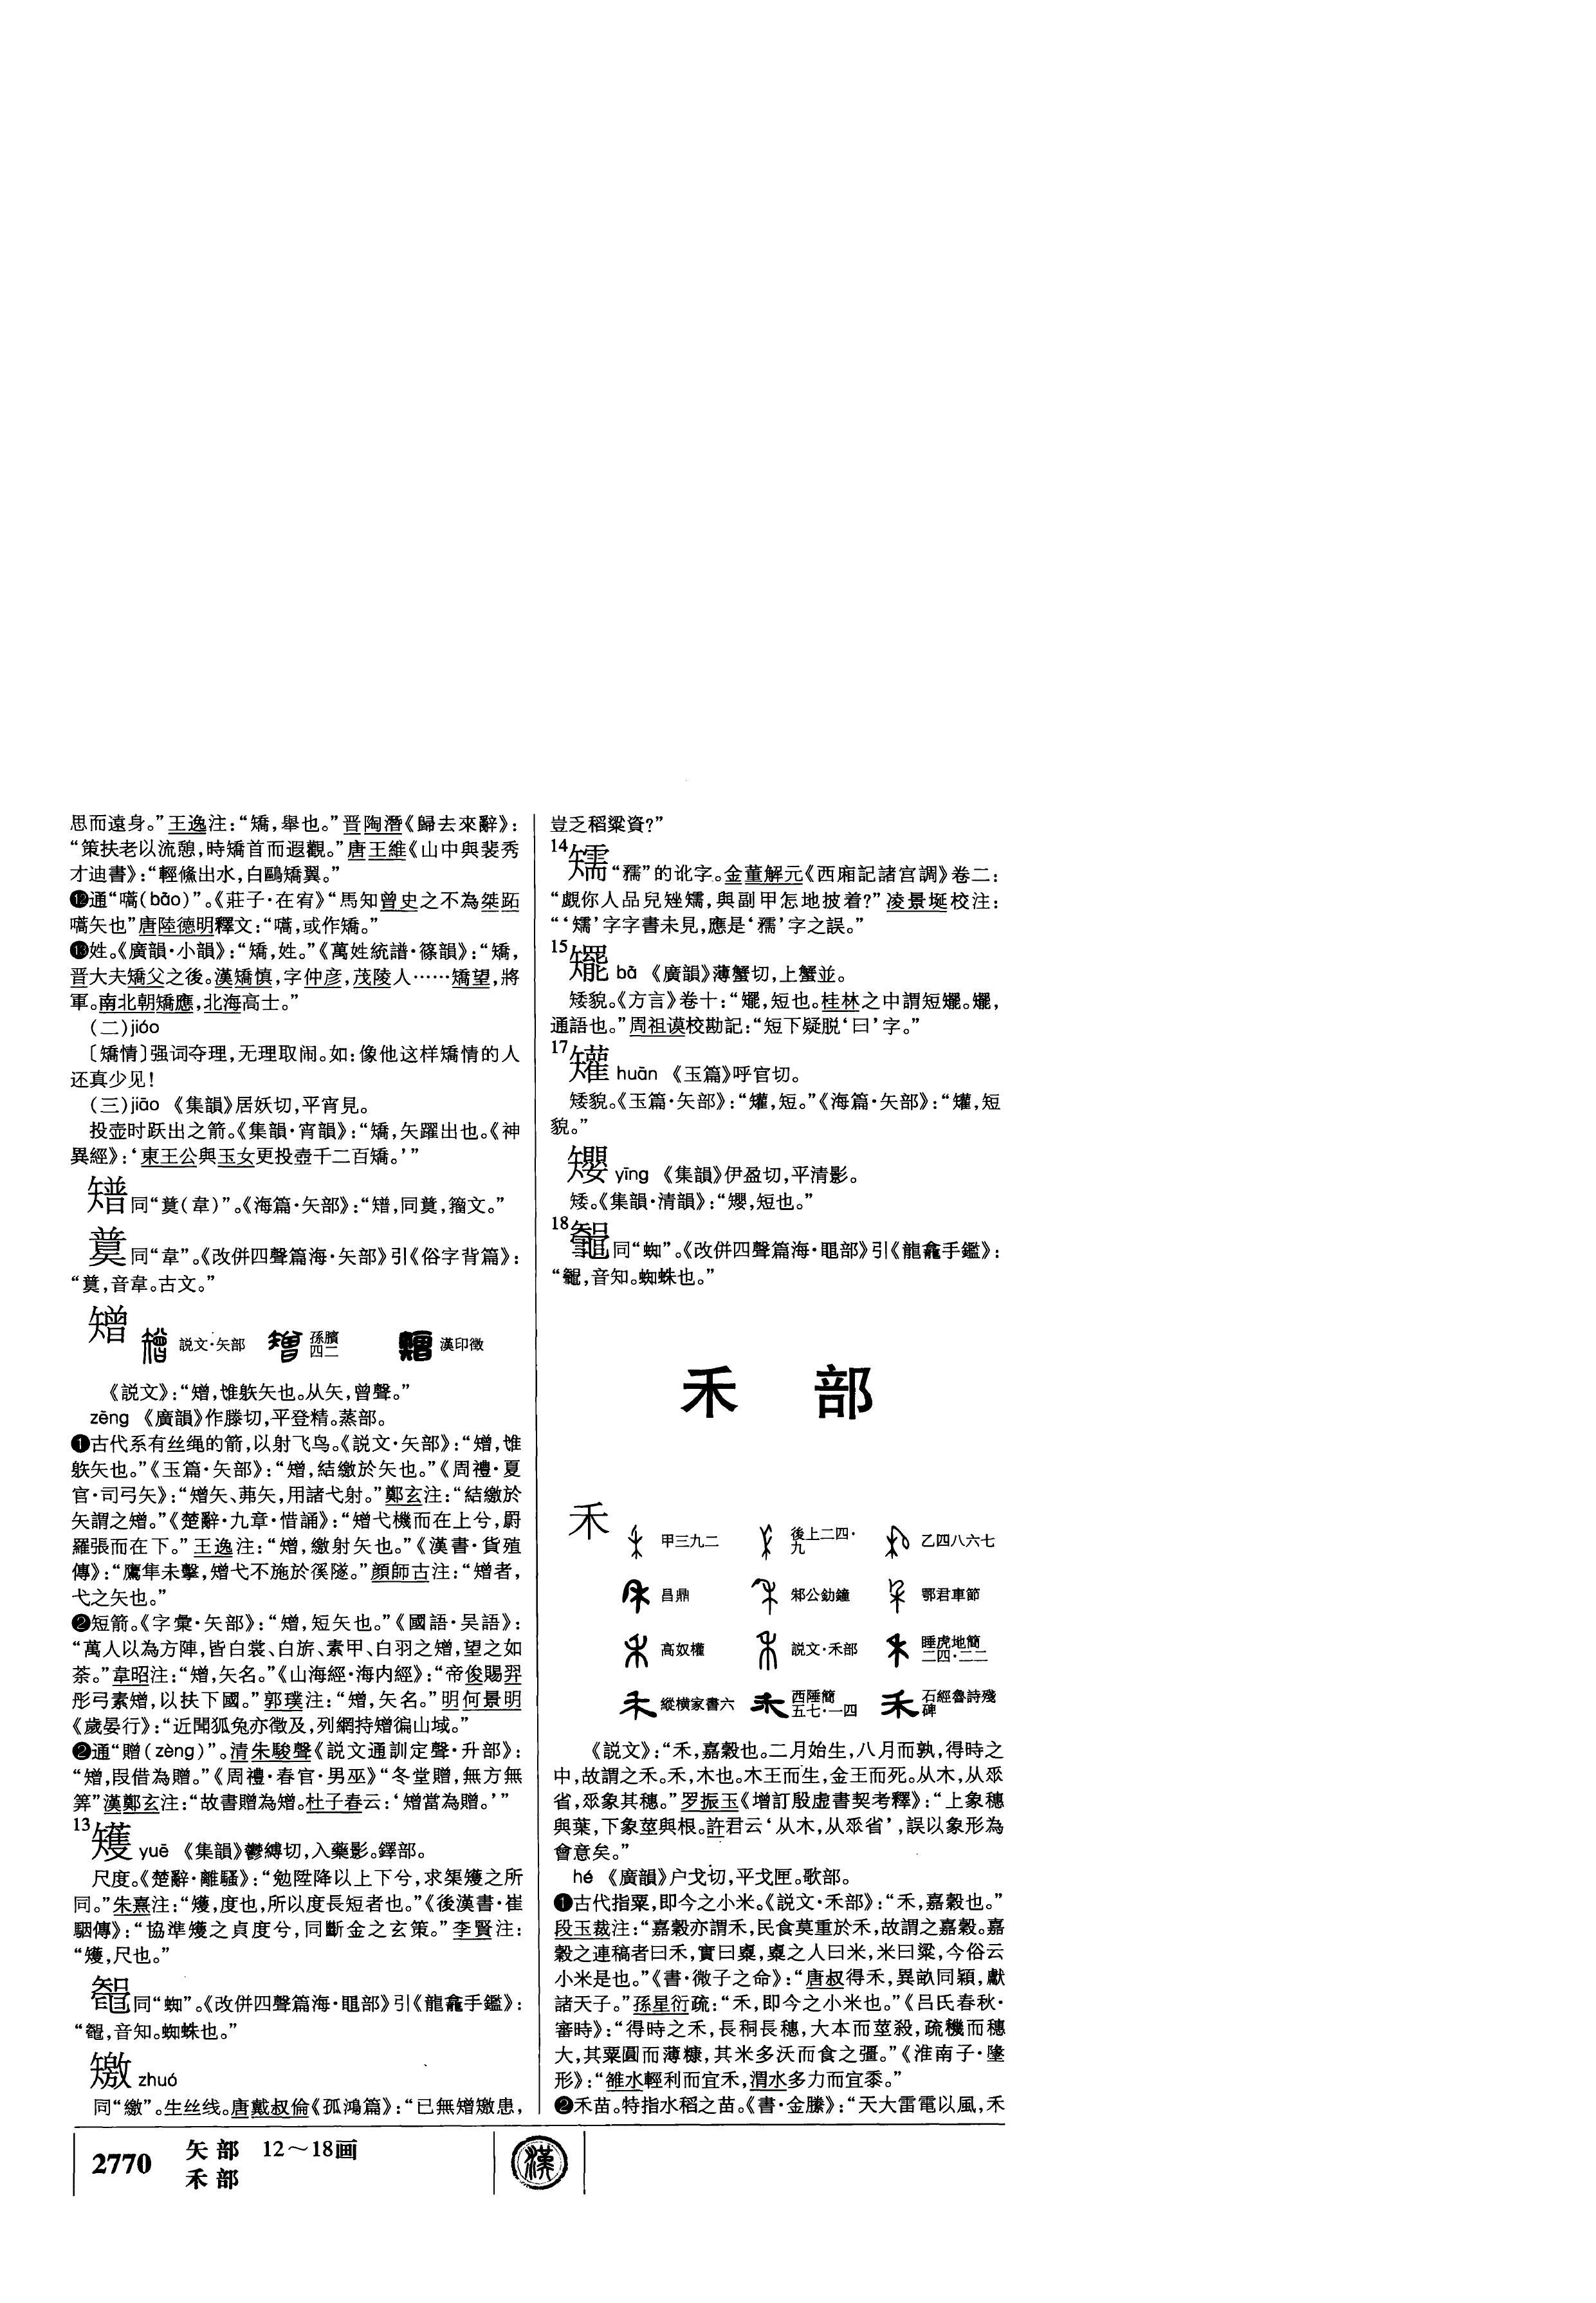 思而遠身。”王逸注：“矯，舉也。”晋陶潛《歸去來辭》：
“策扶老以流憩，時矯首而遐觀。”唐王維《山中與裴秀
才迪書》：“輕鯈出水，白鷗矯翼。”
⓬通“嚆（bǎo）”。《莊子·在宥》“馬知曾史之不為桀跖
嚆矢也”唐陸德明釋文：“嚆，或作矯。”
⓭姓。《廣韻·小韻》：“矯，姓。”《萬姓統譜·篠韻》：“矯，
晋大夫矯父之後。漢矯慎，字仲彦，茂陵人……矯望，將
軍。南北朝矯應，北海高士。”
（二）jiáo
〔矯情〕强词夺理，无理取闹。如：像他这样矯情的人
还真少见！
（三）jiāo 《集韻》居妖切，平宵見。
投壶时跃出之箭。《集韻·宵韻》：“矯，矢躍出也。《神
異經》：‘東王公與玉女更投壺千二百矯。’”
同“（韋）”。《海篇·矢部》：“，同，籀文。”
同“韋”。《改併四聲篇海·矢部》引《俗字背篇》：
“，音韋。古文。”
矰 説文·矢部 孫臏四二 漢印徵
《説文》：“矰，惟躲矢也。从矢，曾聲。”
zēng 《廣韻》作滕切，平登精。蒸部。
❶古代系有丝绳的箭，以射飞鸟。《説文·矢部》：“矰，惟
矢也。”《玉篇·矢部》：“矰，結繳於矢也。”《周禮·夏
官·司弓矢》：“矰矢、茀矢，用諸弋射。”鄭玄注：“結繳於
矢謂之矰。”《楚辭·九章·惜誦》：“矰弋機而在上兮，罻
羅張而在下。”王逸注：“矰，繳射矢也。”《漢書·貨殖
傳》：“鷹隼未擊，矰弋不施於徯隧。”顔師古注：“矰者，
弋之矢也。”
❷短箭。《字彙·矢部》：“矰，短矢也。”《國語·吴語》：
“萬人以為方陣，皆白裳、白旂、素甲、白羽之矰，望之如
荼。”韋昭注：“矰，矢名。”《山海經·海内經》：“帝俊賜羿
彤弓素矰，以扶下國。”郭璞注：“矰，矢名。”明何景明
《歲晏行》：“近聞狐兔亦徵及，列網持矰徧山域。”
❷通“贈（zèng）”。清朱駿聲《説文通訓定聲·升部》：
“矰，叚借為贈。”《周禮·春官·男巫》“冬堂贈，無方無
筭”漢鄭玄注：“故書贈為矰。杜子春云：‘矰當為贈。’”
13
矱 yuē 《集韻》鬱縛切，入藥影。鐸部。
尺度。《楚辭·離騷》：“勉陞降以上下兮，求榘矱之所
同。”朱熹注：“矱，度也，所以度長短者也。”《後漢書·崔
駰傳》：“協準矱之貞度兮，同斷金之玄策。”李賢注：
“矱，尺也。”
同“蜘”。《改併四聲篇海·黽部》引《龍龕手鑑》：
“，音知。蜘蛛也。”
矰 zhuó
同“繳”。生丝线。唐戴叔倫《孤鴻篇》：“已無矰患，
豈乏稻粱資？”
14
“”的讹字。金董解元《西廂記諸宫調》卷二：
“覷你人品兒矬，與副甲怎地披着？”凌景埏校注：
“‘’字字書未見，應是‘’字之誤。”
15
䎱 bà 《廣韻》薄蟹切，上蟹並。
矮貌。《方言》卷十：“，短也。桂林之中謂短。，
通語也。”周祖谟校勘記：“短下疑脱‘曰’字。”
17
huān 《玉篇》呼官切。
矮貌。《玉篇·矢部》：“，短。”《海篇·矢部》：“，短
貌。”
yīng 《集韻》伊盈切，平清影。
矮。《集韻·清韻》：“，短也。”
18
同“蜘”。《改併四聲篇海·黽部》引《龍龕手鑑》：
“，音知。蜘蛛也。”
禾 部
禾 甲三九二 後上二四·九 乙四八六七
昌鼎 邾公釛鐘 鄂君車節
高奴權 説文·禾部 睡虎地簡二四·二二
縱横家書六 西陲簡五七·一四 石經魯詩殘碑
《説文》：“禾，嘉穀也。二月始生，八月而孰，得時之
中，故謂之禾。禾，木也。木王而生，金王而死。从木，从𠂹
省，𠂹象其穗。”罗振玉《增訂殷虚書契考釋》：“上象穗
與葉，下象莖與根。許君云‘从木，从𠂹省’，誤以象形為
會意矣。”
hé 《廣韻》户戈切，平戈匣。歌部。
❶古代指粟，即今之小米。《説文·禾部》：“禾，嘉穀也。”
段玉裁注：“嘉穀亦謂禾，民食莫重於禾，故謂之嘉穀。嘉
穀之連稿者曰禾，實曰㮚，㮚之人曰米，米曰粱，今俗云
小米是也。”《書·微子之命》：“唐叔得禾，異畝同穎，獻
諸天子。”孫星衍疏：“禾，即今之小米也。”《吕氏春秋·
審時》：“得時之禾，長秱長穗，大本而莖殺，疏穖而穗
大，其粟圓而薄糠，其米多沃而食之彊。”《淮南子·墬
形》：“雒水輕利而宜禾，渭水多力而宜黍。”
❷禾苗。特指水稻之苗。《書·金縢》：“天大雷電以風，禾
2770 矢部 12～18画
禾部
漢